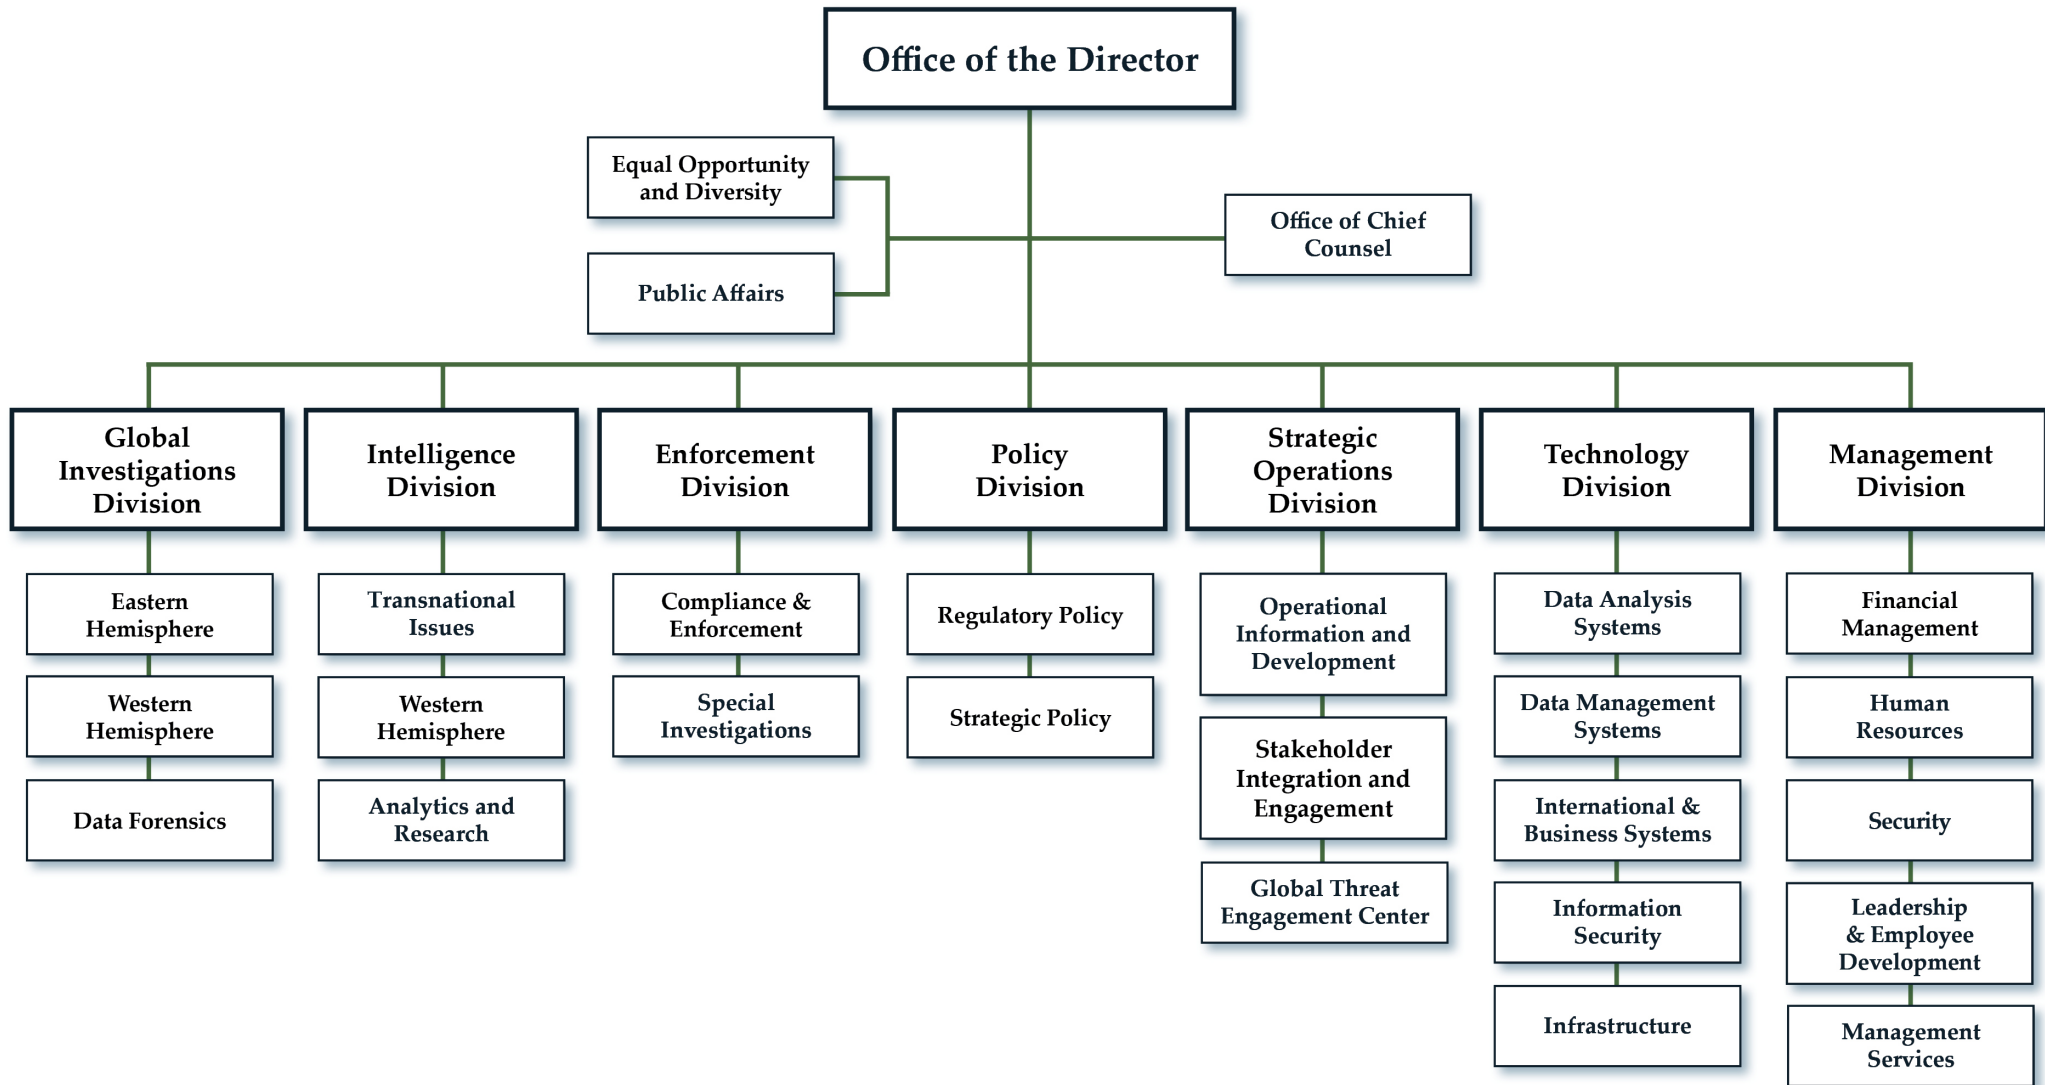 Office of the Director
Equal Opportunity
and Diversity
Office of Chief
Counsel
Public Affairs
Global
Investigations
Division
Intelligence
Division
Enforcement
Division
Policy
Division
Strategic
Operations
Division
Technology
Division
Management
Division
Eastern
Hemisphere
Western
Hemisphere
Data Forensics
Transnational
Issues
Western
Hemisphere
Analytics and
Research
Compliance &
Enforcement
Special
Investigations
Regulatory Policy
Strategic Policy
Operational
Information and
Development
Stakeholder
Integration and
Engagement
Global Threat
Engagement Center
Data Analysis
Systems
Data Management
Systems
International &
Business Systems
Information
Security
Infrastructure
Financial
Management
Human
Resources
Security
Leadership
& Employee
Development
Management
Services